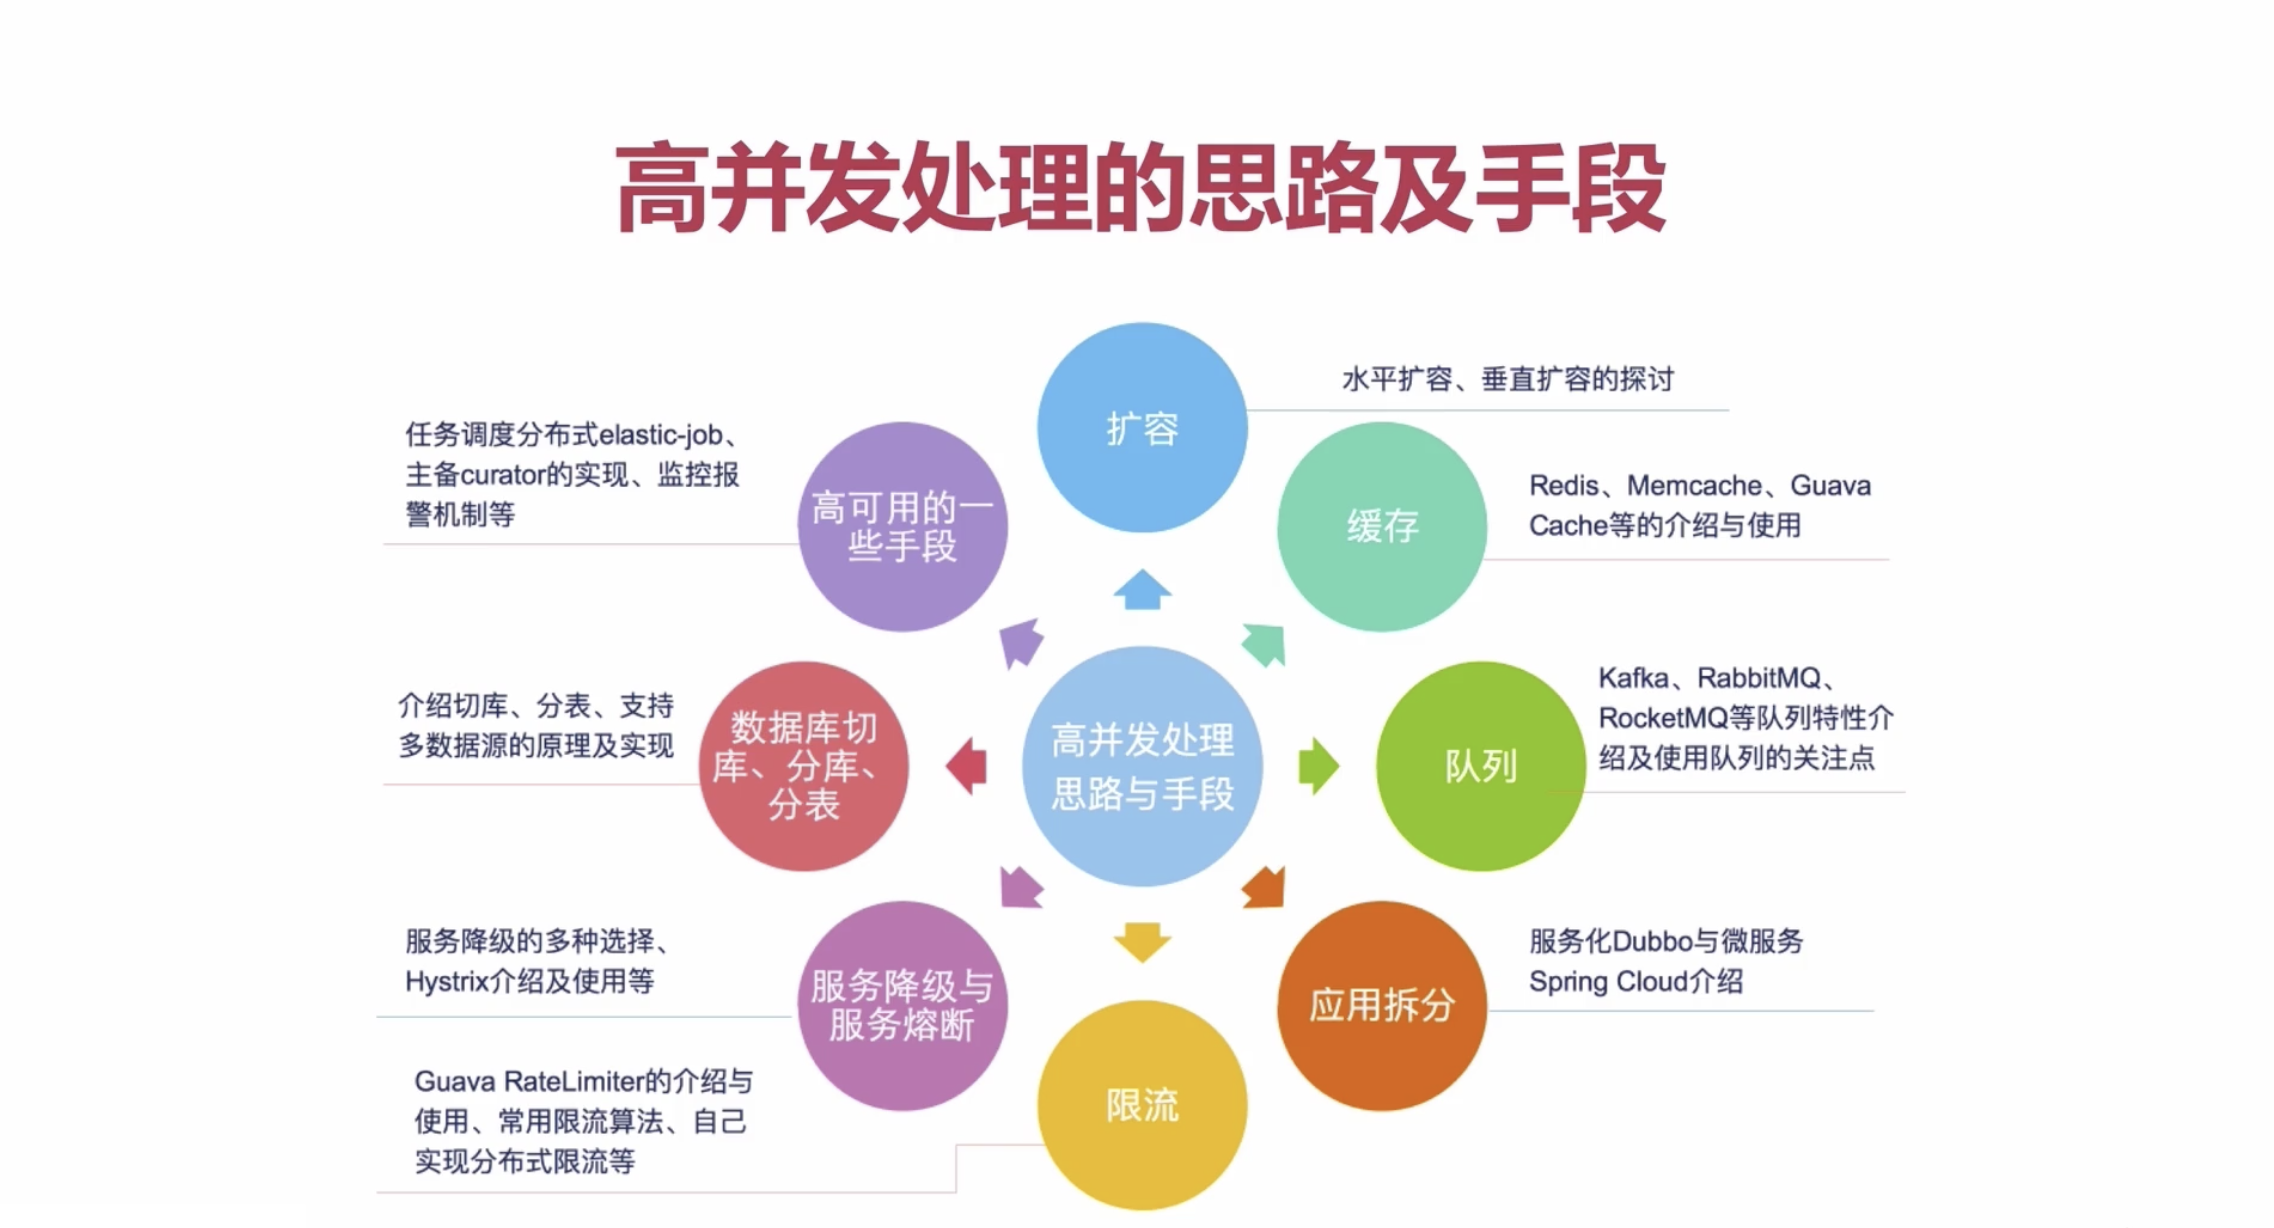 高并发处理的思路及手段
扩容
水平扩容、垂直扩容的探讨
缓存
Redis、Memcache、Guava
Cache等的介绍与使用
队列
Kafka、RabbitMQ、
RocketMQ等队列特性介
绍及使用队列的关注点
应用拆分
服务化Dubbo与微服务
Spring Cloud介绍
限流
Guava RateLimiter的介绍与
使用、常用限流算法、自己
实现分布式限流等
服务降级与
服务熔断
服务降级的多种选择、
Hystrix介绍及使用等
数据库切
库、分库、
分表
介绍切库、分表、支持
多数据源的原理及实现
高可用的一
些手段
任务调度分布式elastic-job、
主备curator的实现、监控报
警机制等
高并发处理
思路与手段